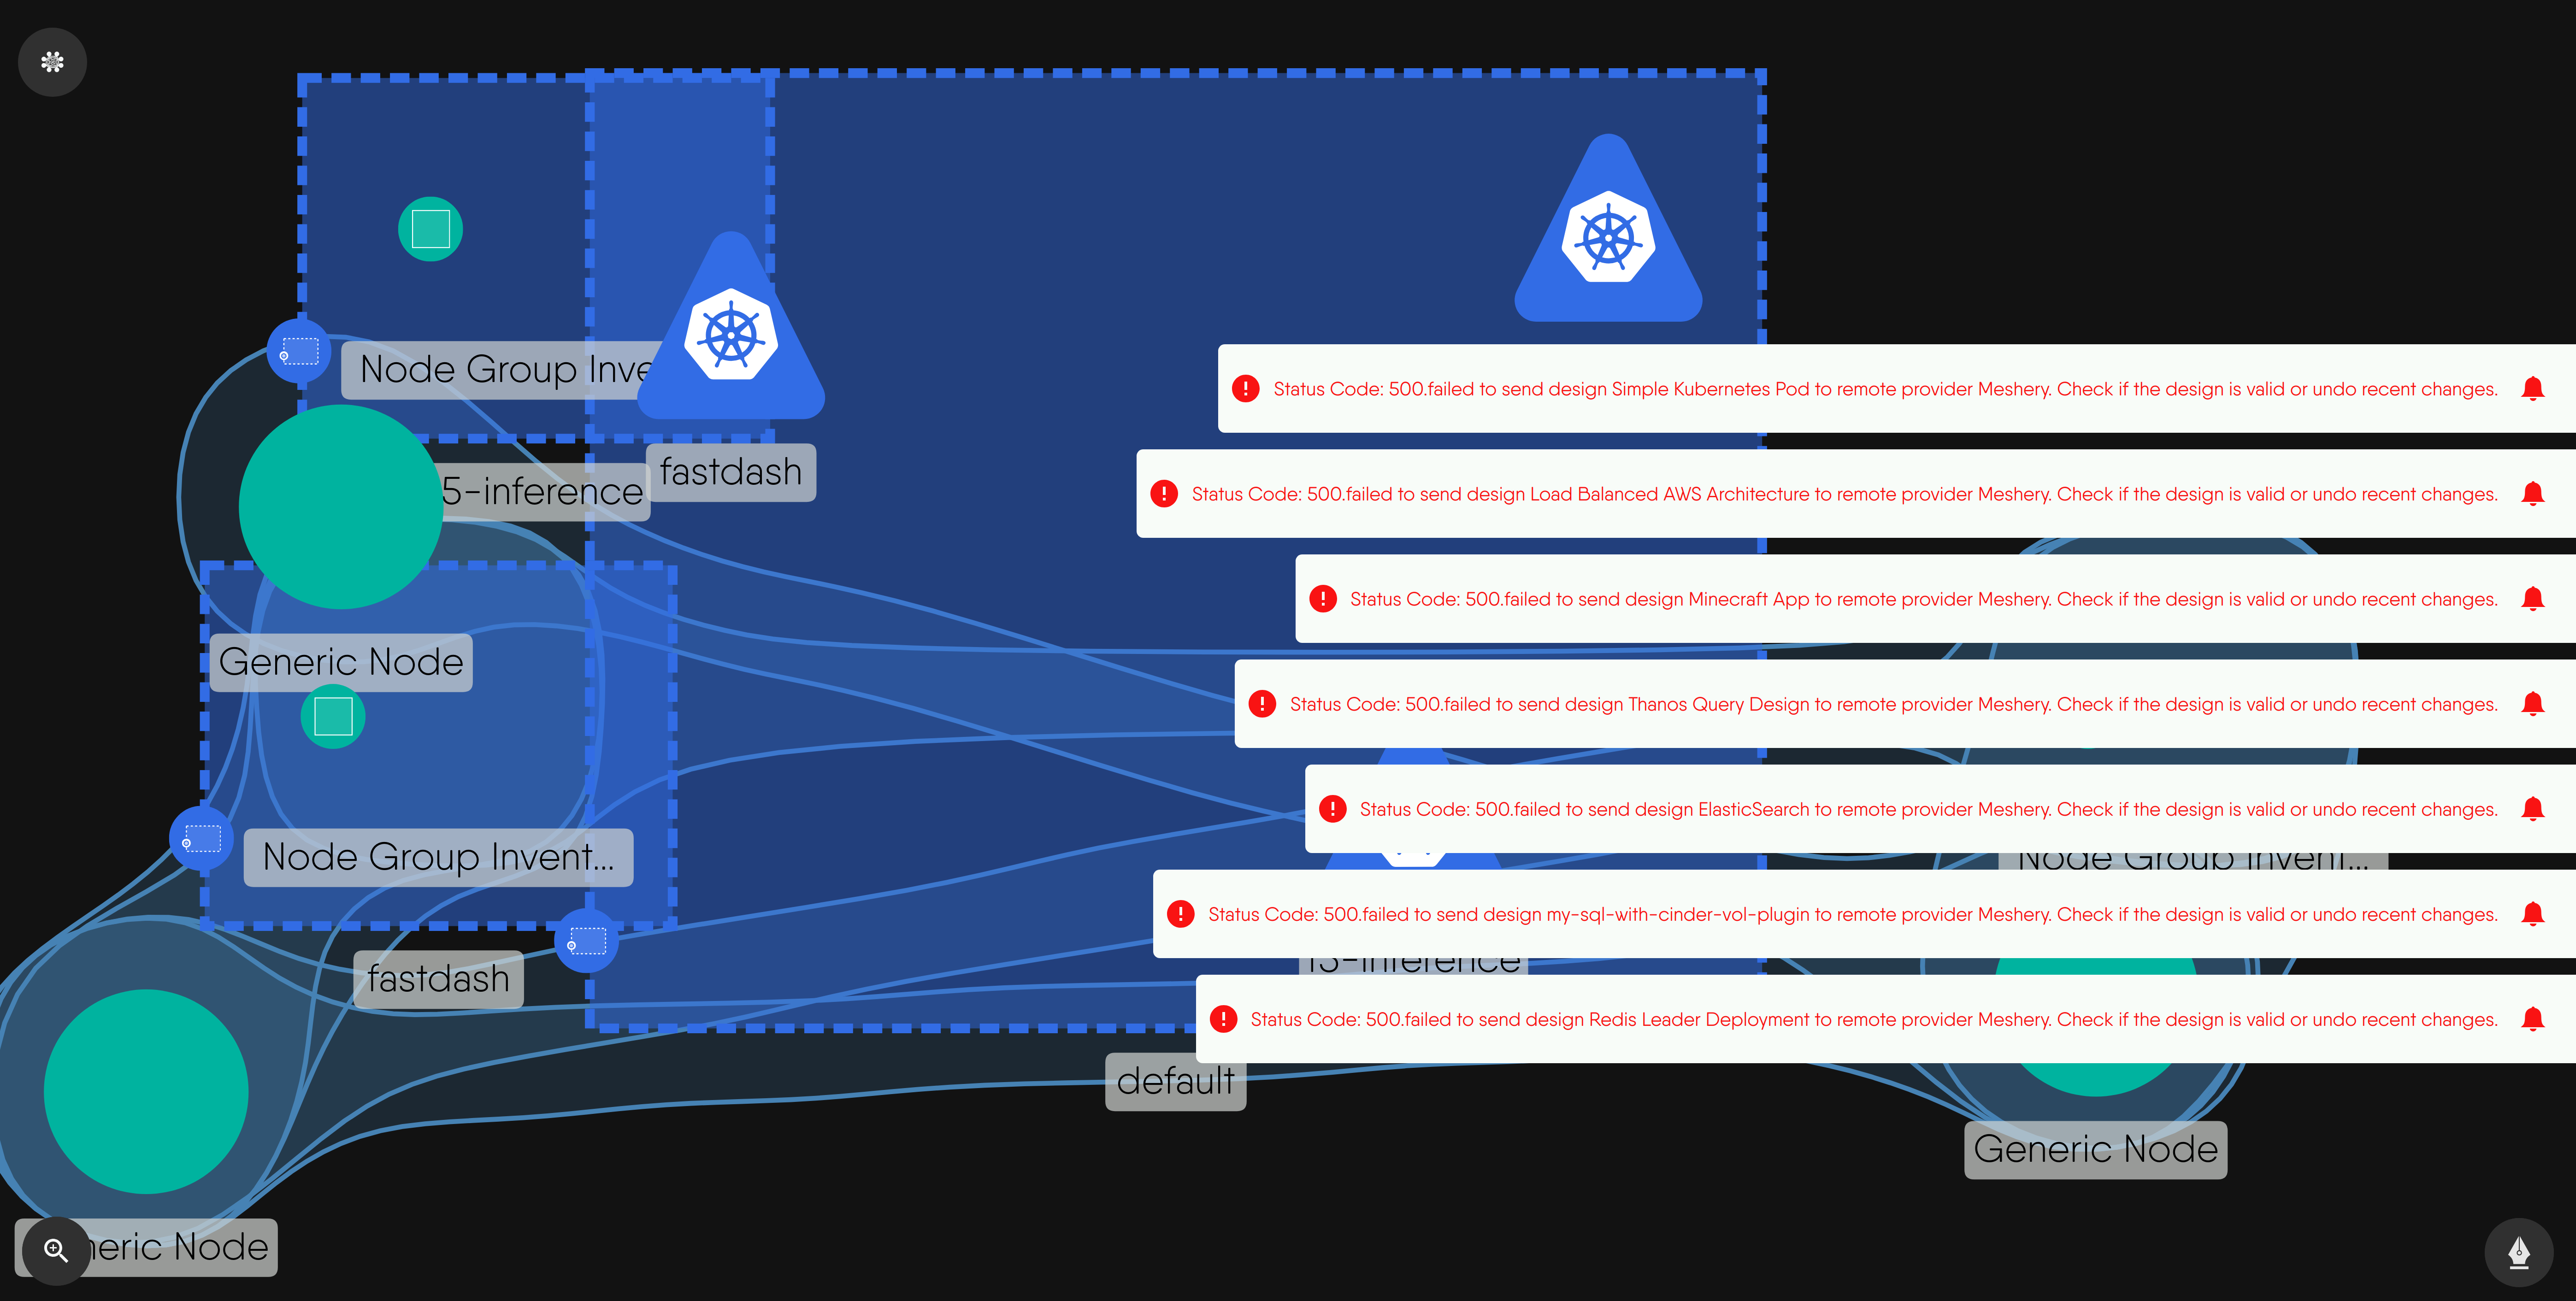 Node Group Inve
5-inference
fastdash
Status Code: 500.failed to send design Simple Kubernetes Pod to remote provider Meshery. Check if the design is valid or undo recent changes.
Status Code: 500.failed to send design Load Balanced AWS Architecture to remote provider Meshery. Check if the design is valid or undo recent changes.
Status Code: 500.failed to send design Minecraft App to remote provider Meshery. Check if the design is valid or undo recent changes.
Generic Node
Status Code: 500.failed to send design Thanos Query Design to remote provider Meshery. Check if the design is valid or undo recent changes.
Status Code: 500.failed to send design ElasticSearch to remote provider Meshery. Check if the design is valid or undo recent changes.
Node Group Invent...
Node Group Invent...
Status Code: 500.failed to send design my-sql-with-cinder-vol-plugin to remote provider Meshery. Check if the design is valid or undo recent changes.
fastdash
-inference
Status Code: 500.failed to send design Redis Leader Deployment to remote provider Meshery. Check if the design is valid or undo recent changes.
default
Generic Node
neric Node